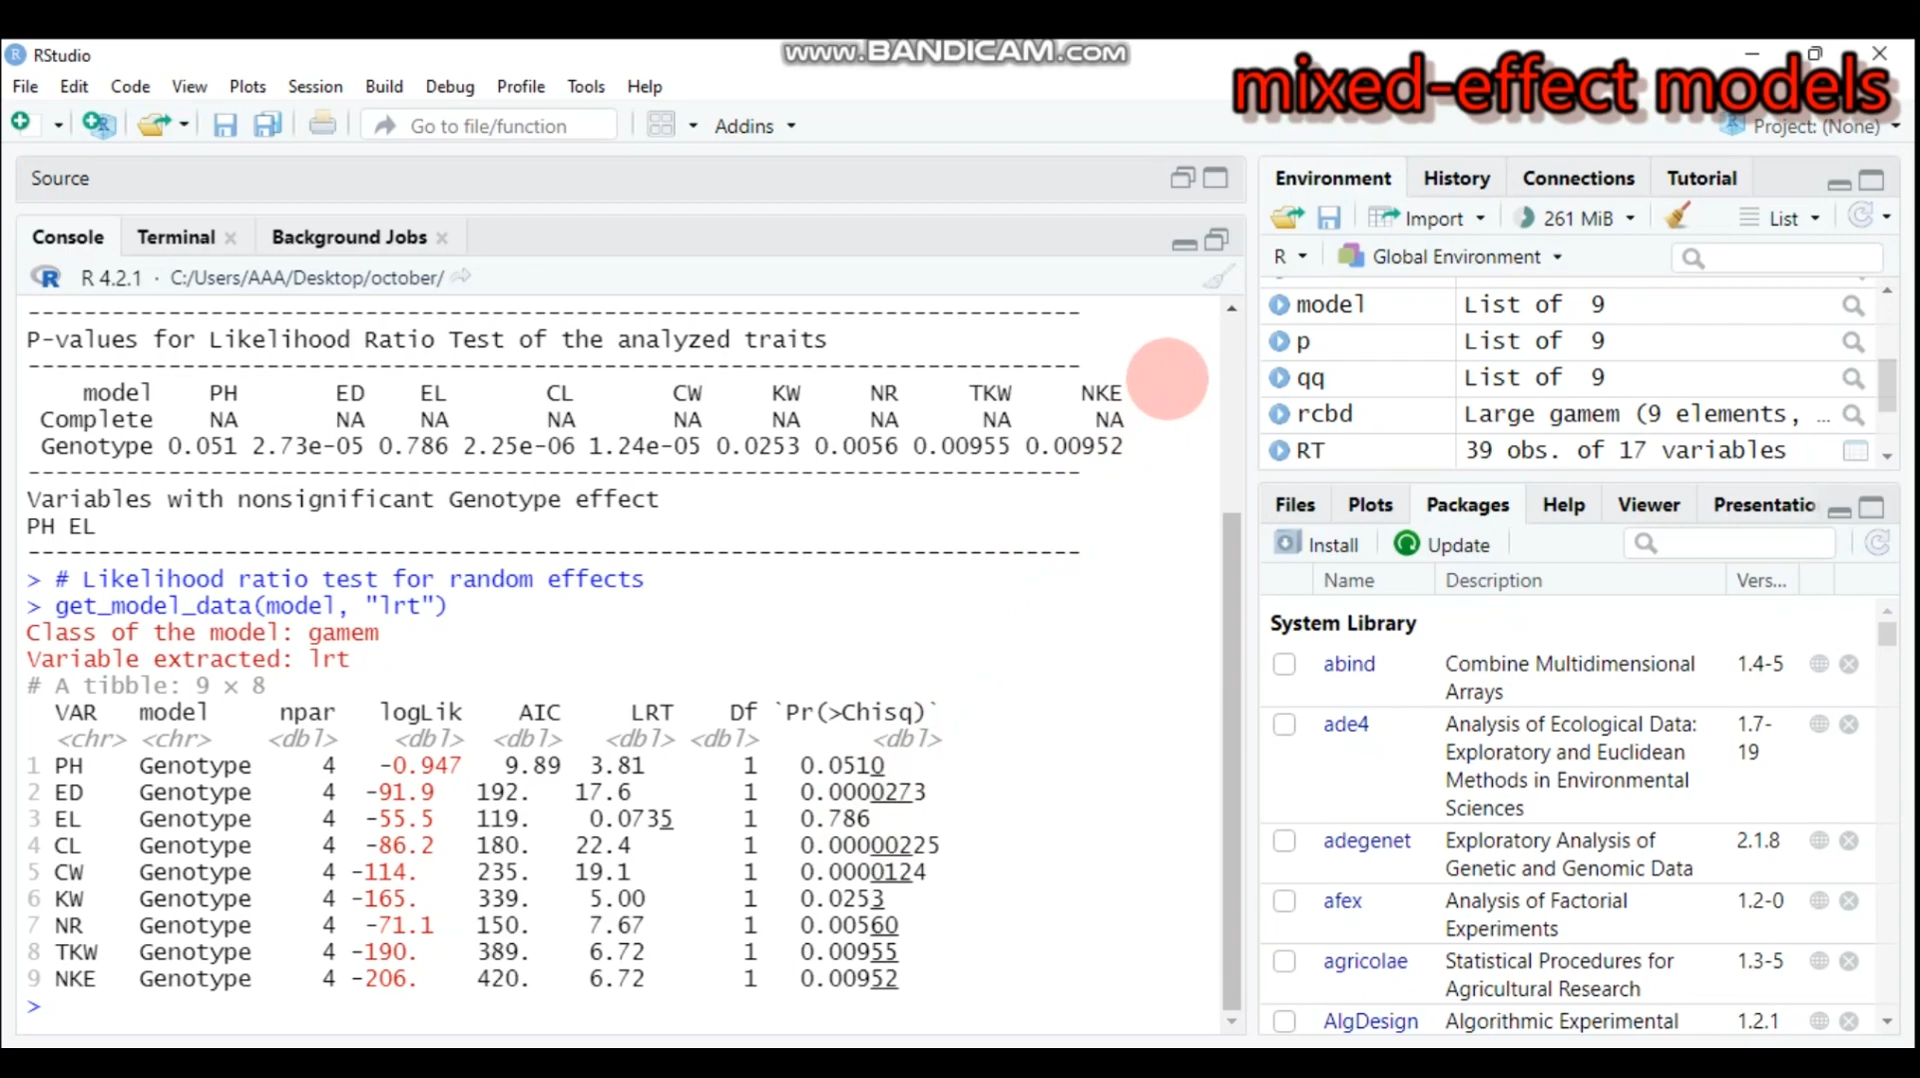 www.BANDICAM.com
RStudio
mixed-effect models
File Edit Code View Plots Session Build Debug Profile Tools Help
Go to file/function Addins Project: (None)
Source
Console Terminal Background Jobs
R 4.2.1 · C:/Users/AAA/Desktop/october/
--------------------------------------------------------------------------
P-values for Likelihood Ratio Test of the analyzed traits
--------------------------------------------------------------------------
model PH ED EL CL CW KW NR TKW NKE
Complete NA NA NA NA NA NA NA NA NA
Genotype 0.051 2.73e-05 0.786 2.25e-06 1.24e-05 0.0253 0.0056 0.00955 0.00952
--------------------------------------------------------------------------
Variables with nonsignificant Genotype effect
PH EL
--------------------------------------------------------------------------
> # Likelihood ratio test for random effects
> get_model_data(model, "lrt")
Class of the model: gamem
Variable extracted: lrt
# A tibble: 9 × 8
VAR model npar logLik AIC LRT Df `Pr(>Chisq)`
<chr> <chr> <dbl> <dbl> <dbl> <dbl> <dbl> <dbl>
1 PH Genotype 4 -0.947 9.89 3.81 1 0.0510
2 ED Genotype 4 -91.9 192. 17.6 1 0.0000273
3 EL Genotype 4 -55.5 119. 0.0735 1 0.786
4 CL Genotype 4 -86.2 180. 22.4 1 0.00000225
5 CW Genotype 4 -114. 235. 19.1 1 0.0000124
6 KW Genotype 4 -165. 339. 5.00 1 0.0253
7 NR Genotype 4 -71.1 150. 7.67 1 0.00560
8 TKW Genotype 4 -190. 389. 6.72 1 0.00955
9 NKE Genotype 4 -206. 420. 6.72 1 0.00952
>
Environment History Connections Tutorial
Import 261 MiB List
R Global Environment
model List of 9
p List of 9
qq List of 9
rcbd Large gamem (9 elements, …
RT 39 obs. of 17 variables
Files Plots Packages Help Viewer Presentatio
Install Update
Name Description Vers...
System Library
abind Combine Multidimensional 1.4-5
Arrays
ade4 Analysis of Ecological Data: 1.7-
Exploratory and Euclidean 19
Methods in Environmental
Sciences
adegenet Exploratory Analysis of 2.1.8
Genetic and Genomic Data
afex Analysis of Factorial 1.2-0
Experiments
agricolae Statistical Procedures for 1.3-5
Agricultural Research
AlgDesign Algorithmic Experimental 1.2.1